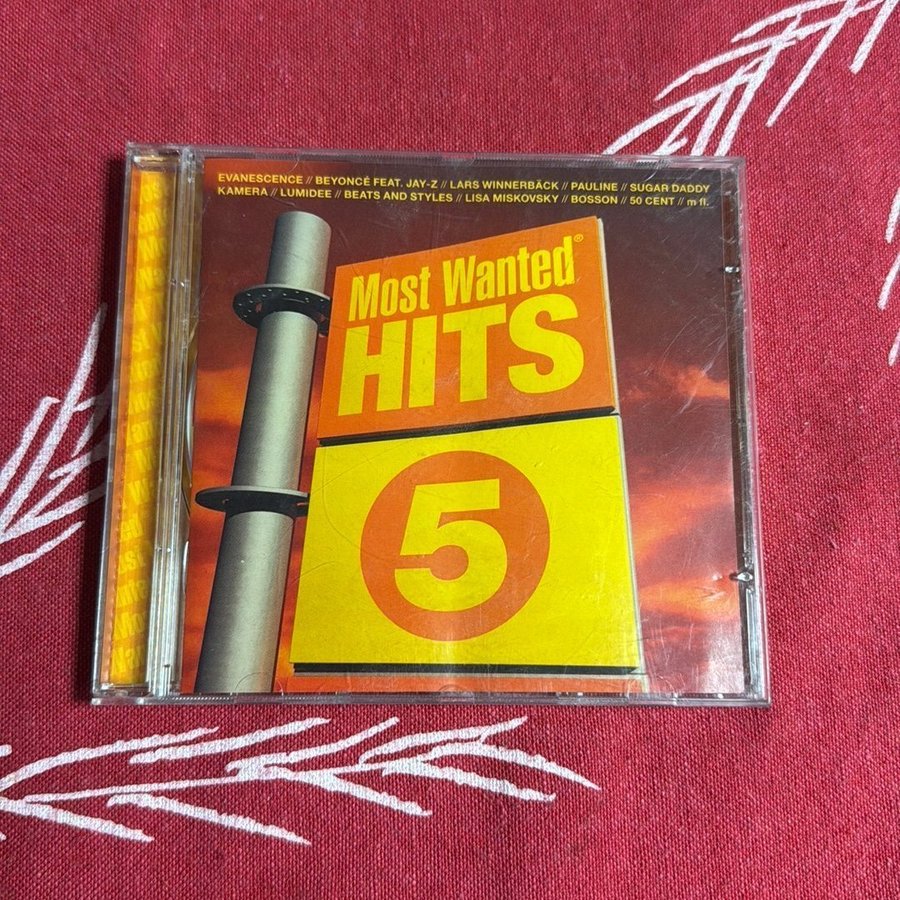 EVANESCENCE // BEYONCÉ FEAT. JAY-Z // LARS WINNERBÄCK // PAULINE // SUGAR DADDY
KAMERA // LUMIDEE // BEATS AND STYLES // LISA MISKOVSKY // BOSSON // 50 CENT // m fl.
Most Wanted®
HITS
5